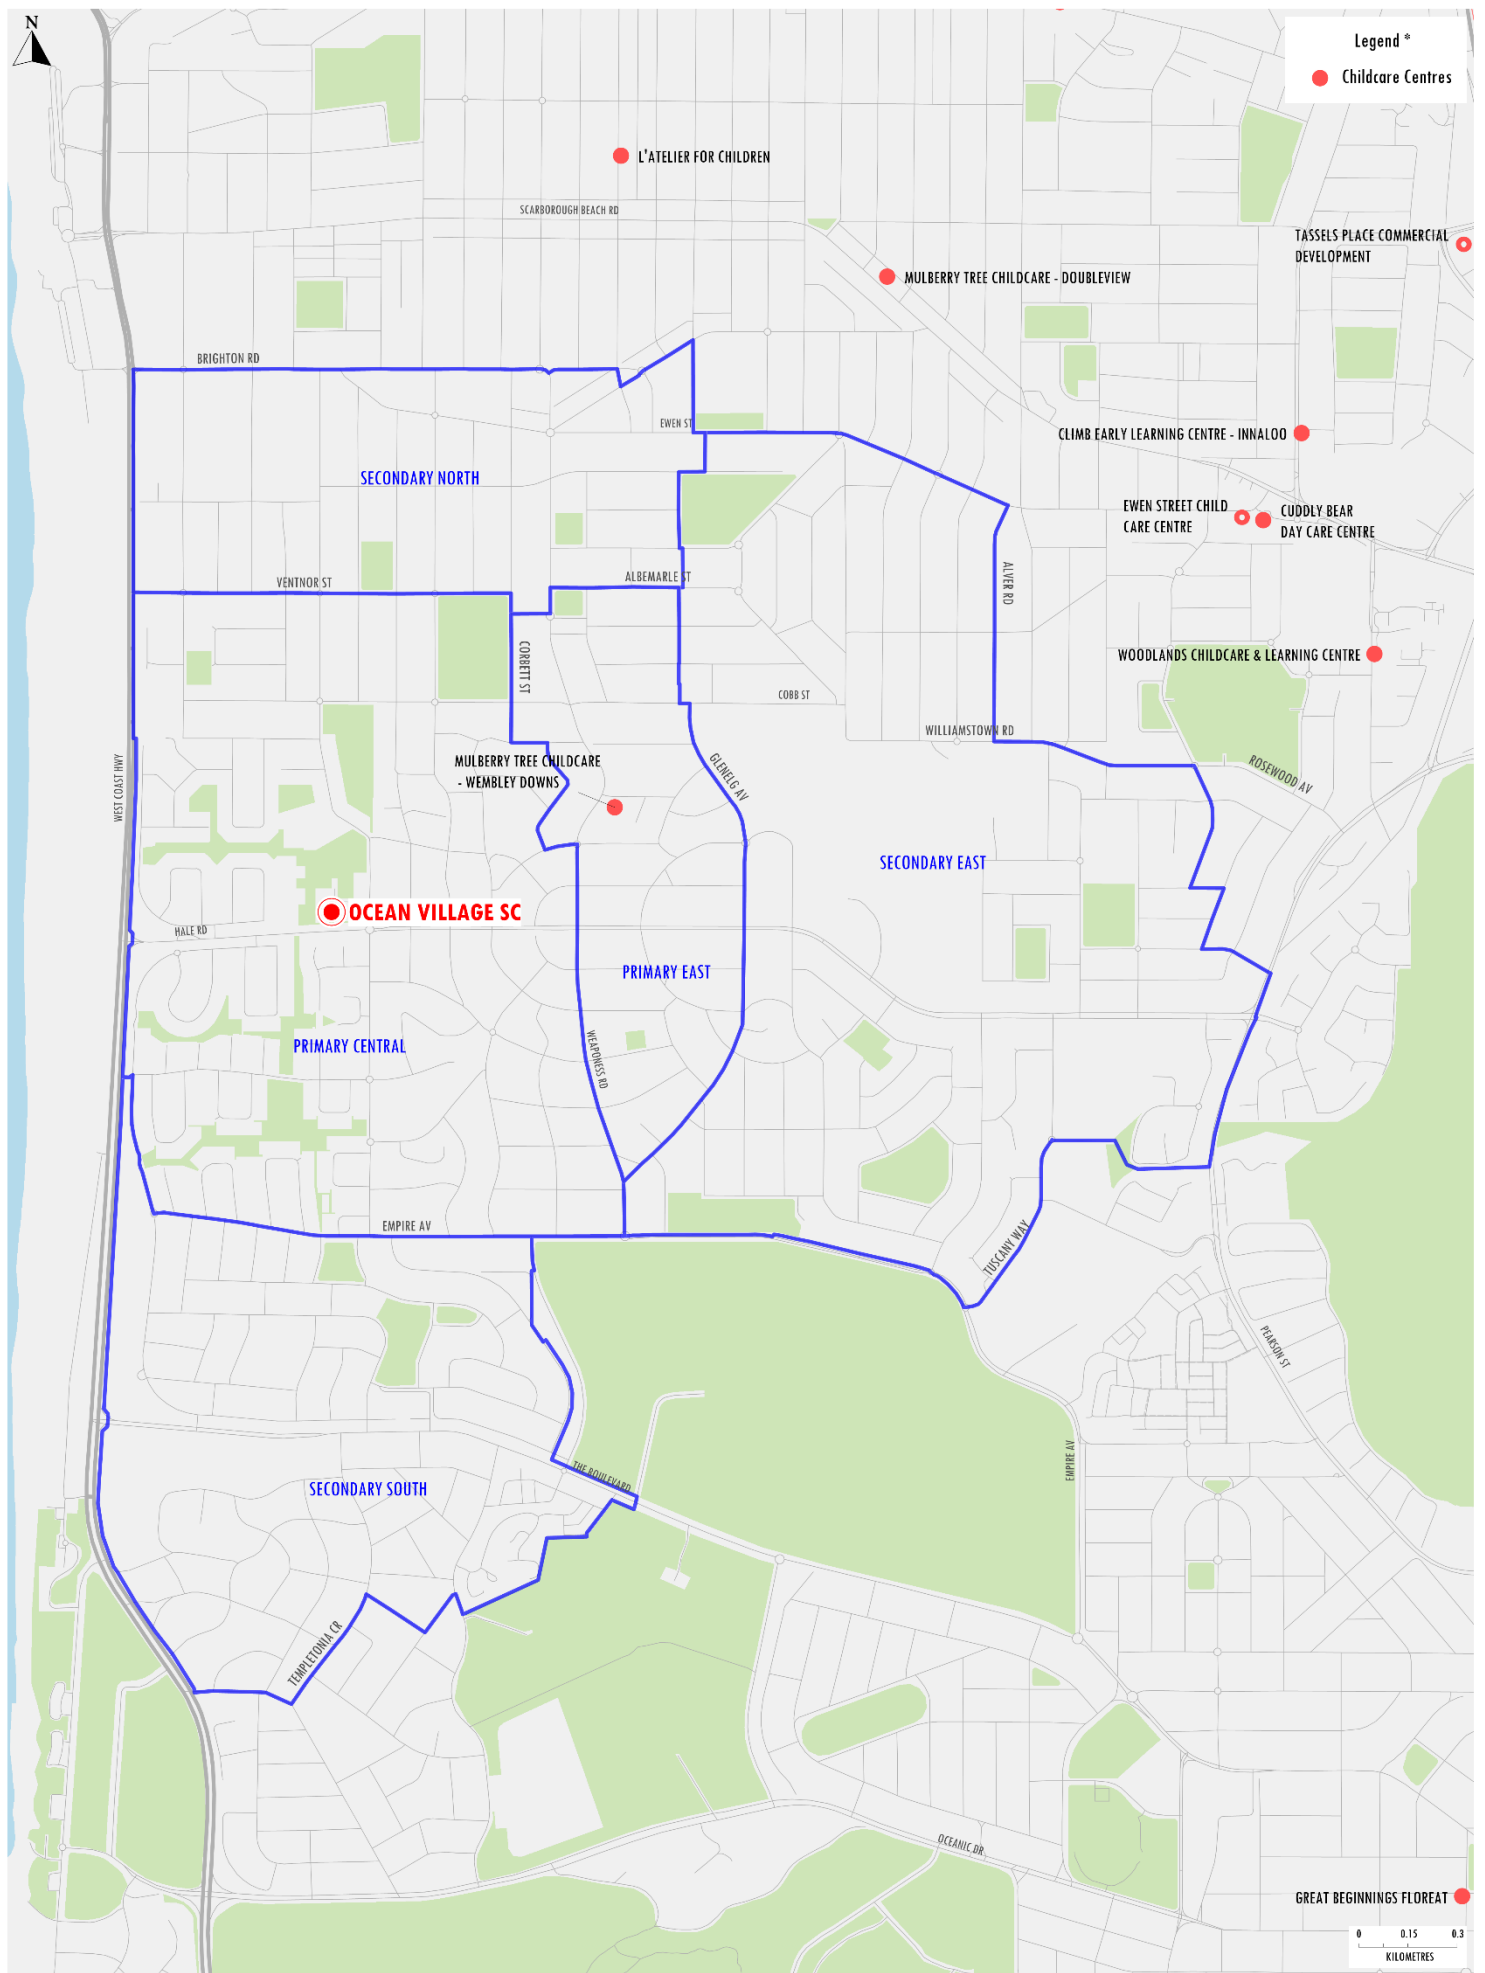 N
Legend *
Childcare Centres
L'ATELIER FOR CHILDREN
SCARBOROUGH BEACH RD
TASSELS PLACE COMMERCIAL
DEVELOPMENT
MULBERRY TREE CHILDCARE - DOUBLEVIEW
BRIGHTON RD
EWEN ST
CLIMB EARLY LEARNING CENTRE - INNALOO
SECONDARY NORTH
EWEN STREET CHILD
CARE CENTRE
CUDDLY BEAR
DAY CARE CENTRE
VENTNOR ST
ALBEMARLE ST
ALVER RD
CORBETT ST
WOODLANDS CHILDCARE & LEARNING CENTRE
COBB ST
WILLIAMSTOWN RD
WEST COAST HWY
MULBERRY TREE CHILDCARE
- WEMBLEY DOWNS
GLENELG AV
ROSEWOOD AV
SECONDARY EAST
OCEAN VILLAGE SC
HALE RD
PRIMARY EAST
PRIMARY CENTRAL
WEAPONESS RD
EMPIRE AV
TUSCANY WAY
PEARSON ST
EMPIRE AV
THE BOULEVARD
SECONDARY SOUTH
TEMPLETONIA CR
OCEANIC DR
GREAT BEGINNINGS FLOREAT
0 0.15 0.3
KILOMETRES